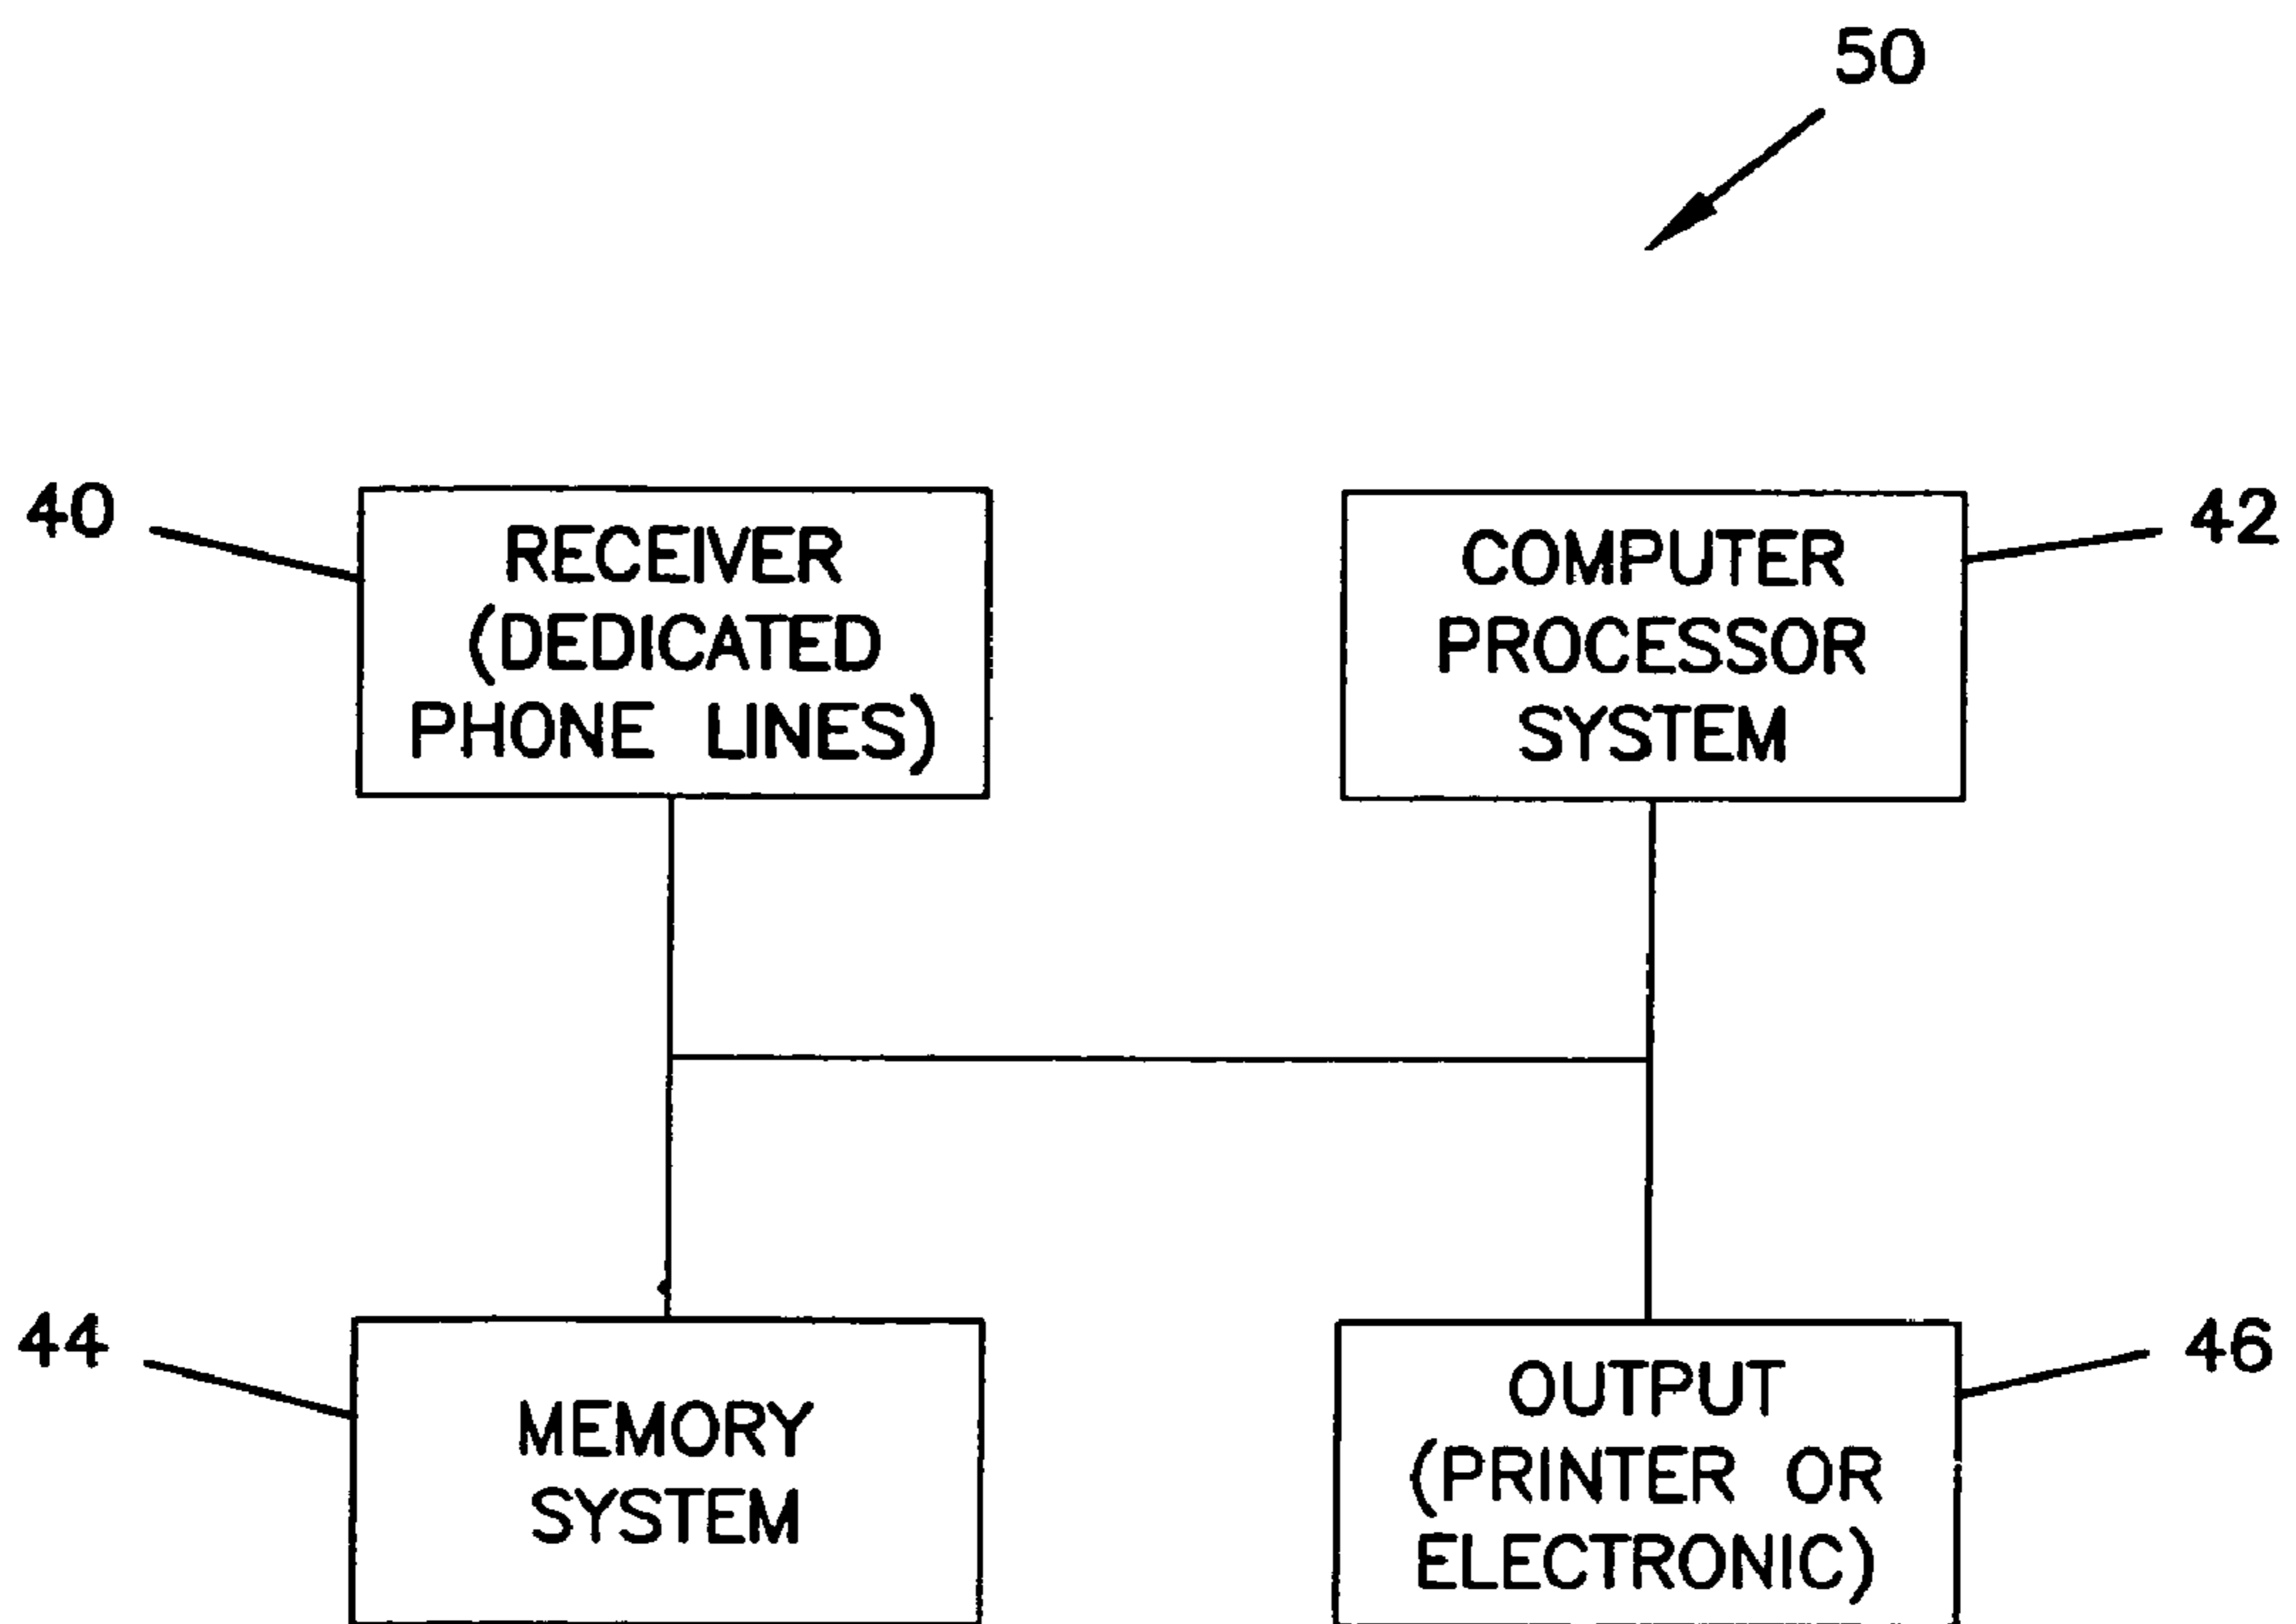 50
40
RECEIVER
(DEDICATED
PHONE LINES)
COMPUTER
PROCESSOR
SYSTEM
42
44
MEMORY
SYSTEM
OUTPUT
(PRINTER OR
ELECTRONIC)
46